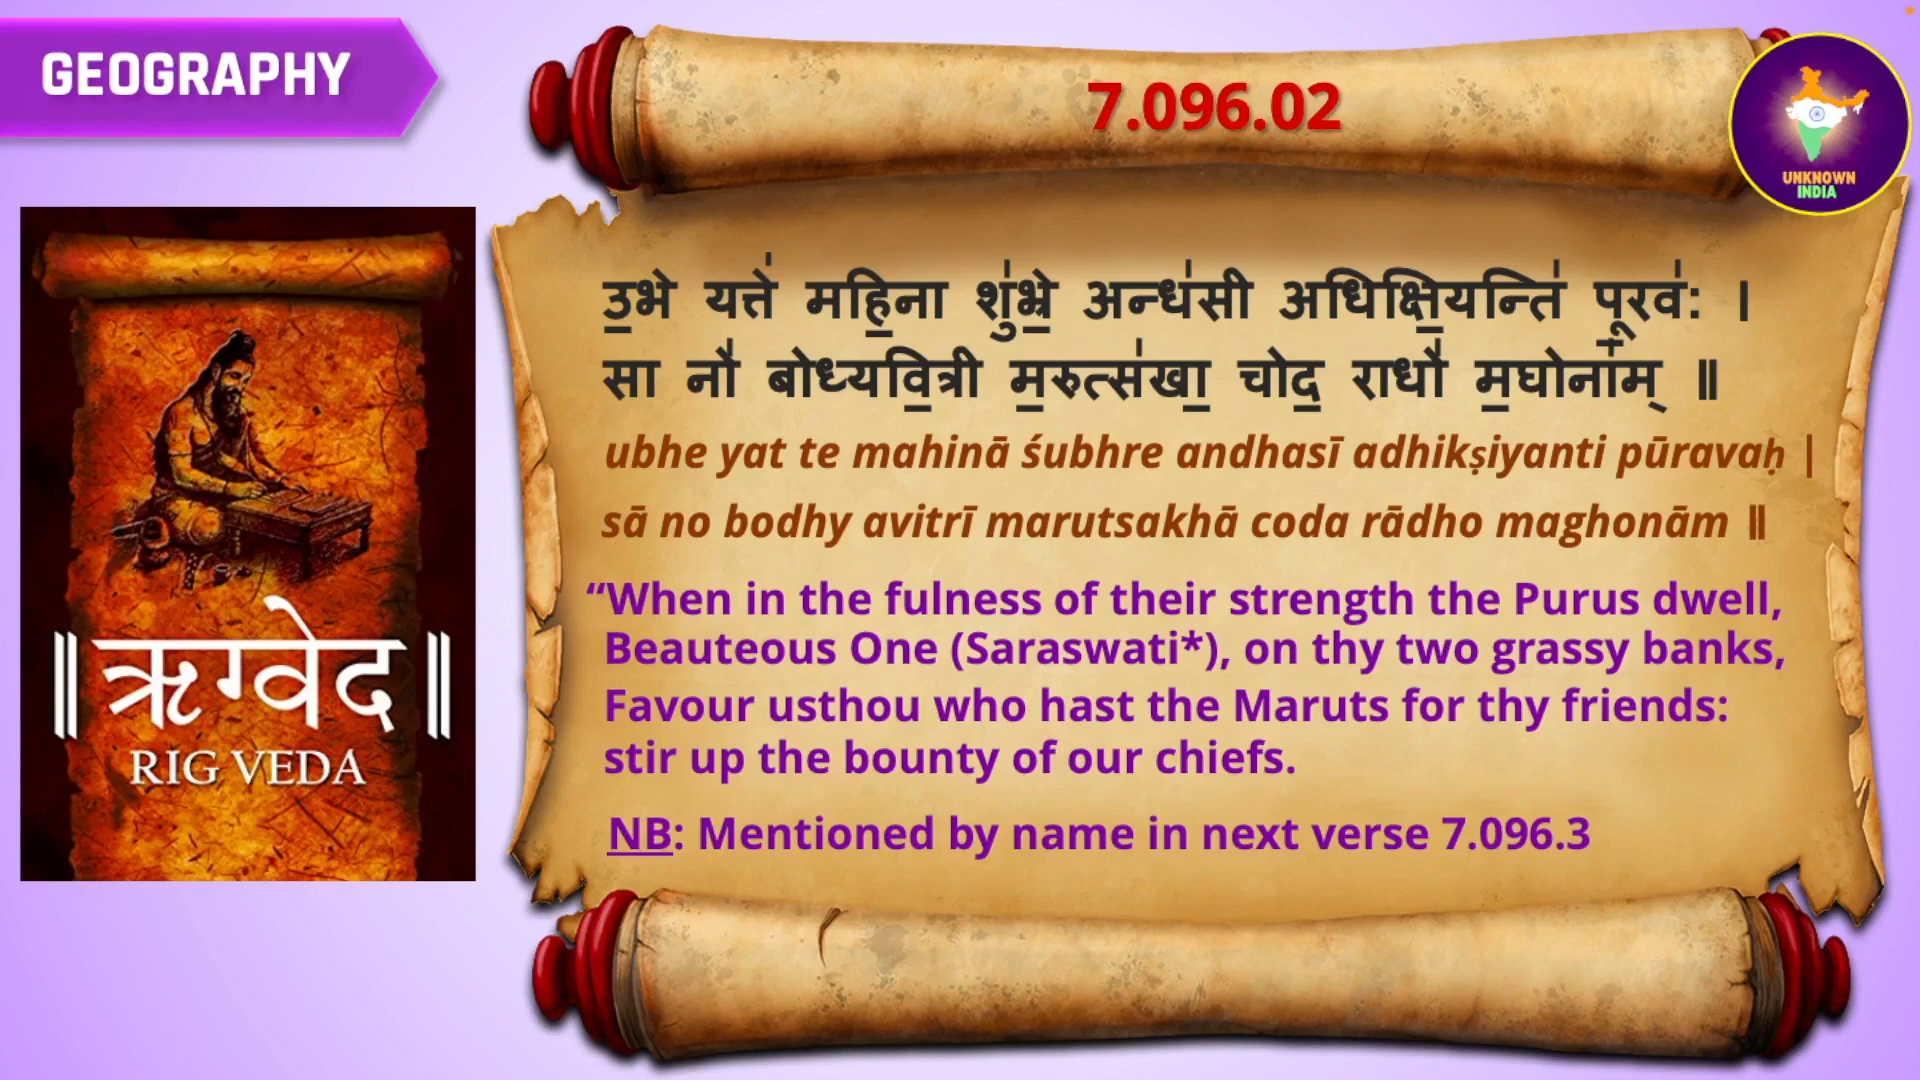 GEOGRAPHY
7.096.02
UNKNOWN
INDIA
उ॒भे यत्ते॑ महि॒ना शु॑भ्रे॒ अन्ध॑सी अधिक्षि॒यन्ति॑ पू॒रव॑: ।
सा नो॑ बोध्यवि॒त्री म॒रुत्स॑खा॒ चोद॒ राधो॑ म॒घोना॑म् ॥
ubhe yat te mahinā śubhre andhasī adhikṣiyanti pūravaḥ |
sā no bodhy avitrī marutsakhā coda rādho maghonām ॥
“When in the fulness of their strength the Purus dwell,
Beauteous One (Saraswati*), on thy two grassy banks,
Favour usthou who hast the Maruts for thy friends:
stir up the bounty of our chiefs.
NB: Mentioned by name in next verse 7.096.3
॥ ऋग्वेद ॥
RIG VEDA